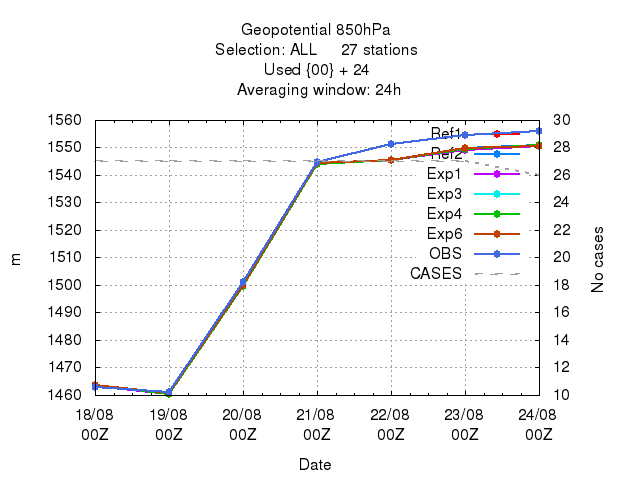 Geopotential 850hPa
Selection: ALL 27 stations
Used {00} + 24
Averaging window: 24h
1560 30
1550 28
1540 26
1530 24
1520 22
1510 20
1500 18
1490 16
1480 14
1470 12
1460 10
Ref1
Ref2
Exp1
Exp3
Exp4
Exp6
OBS
CASES
m
No cases
18/08 19/08 20/08 21/08 22/08 23/08 24/08
00Z 00Z 00Z 00Z 00Z 00Z 00Z
Date